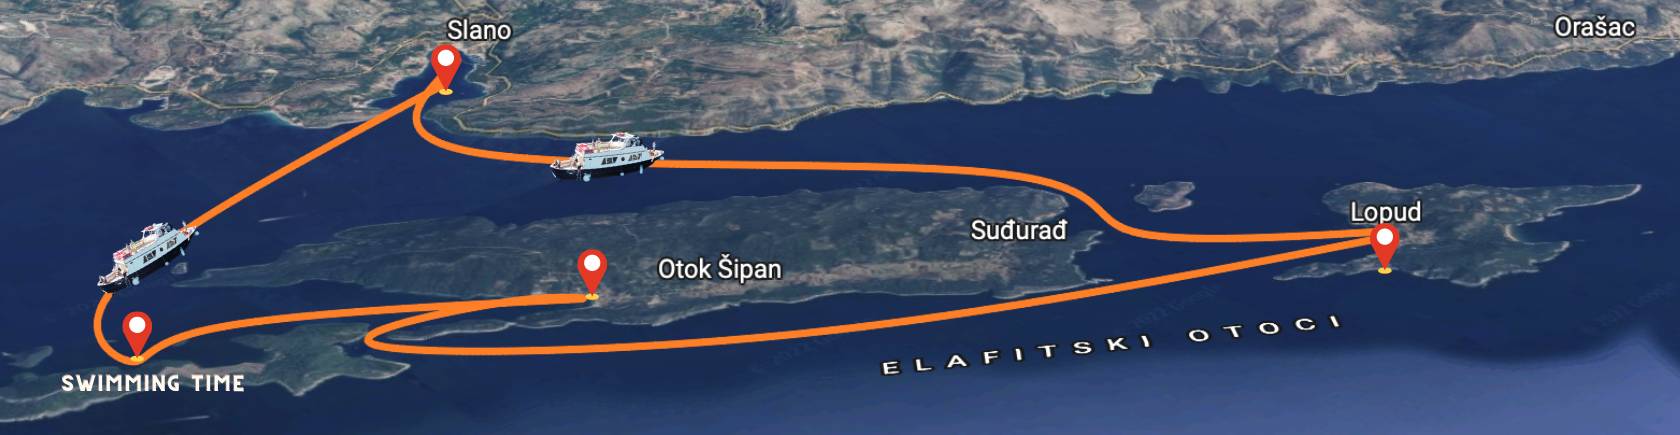 Slano
Orašac
Lopud
Suđurađ
Otok Šipan
ELAFITSKI OTOCI
SWIMMING TIME